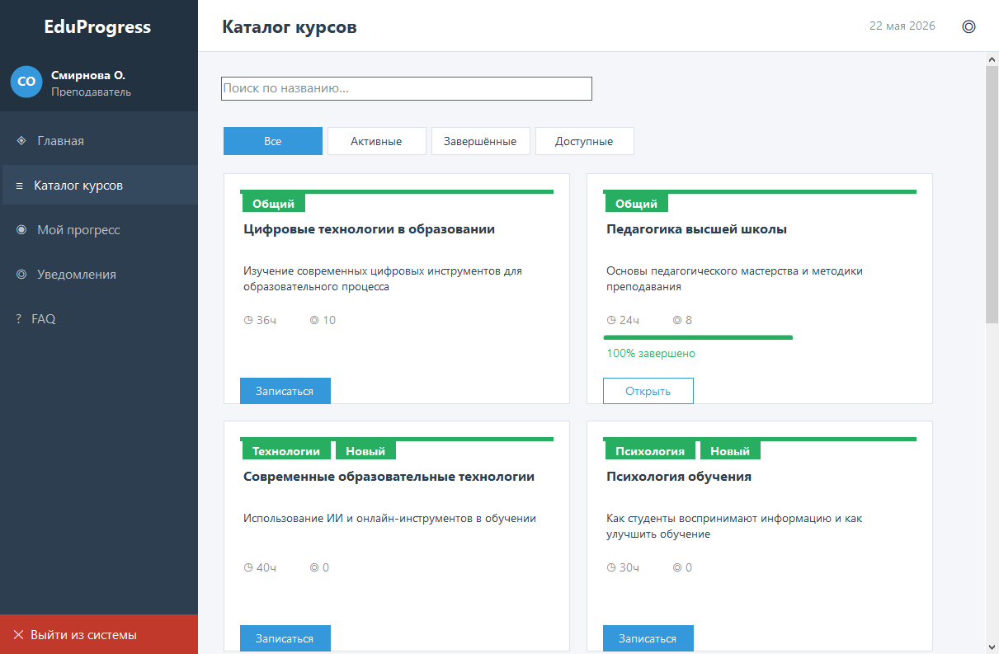 EduProgress
CO
Смирнова О.
Преподаватель
Главная
Каталог курсов
Мой прогресс
Уведомления
? FAQ
Выйти из системы
Каталог курсов
22 мая 2026
Поиск по названию...
Все
Активные
Завершённые
Доступные
Общий
Цифровые технологии в образовании
Изучение современных цифровых инструментов для
образовательного процесса
36ч
10
Записаться
Общий
Педагогика высшей школы
Основы педагогического мастерства и методики
преподавания
24ч
8
100% завершено
Открыть
Технологии
Новый
Современные образовательные технологии
Использование ИИ и онлайн-инструментов в обучении
40ч
0
Записаться
Психология
Новый
Психология обучения
Как студенты воспринимают информацию и как
улучшить обучение
30ч
0
Записаться